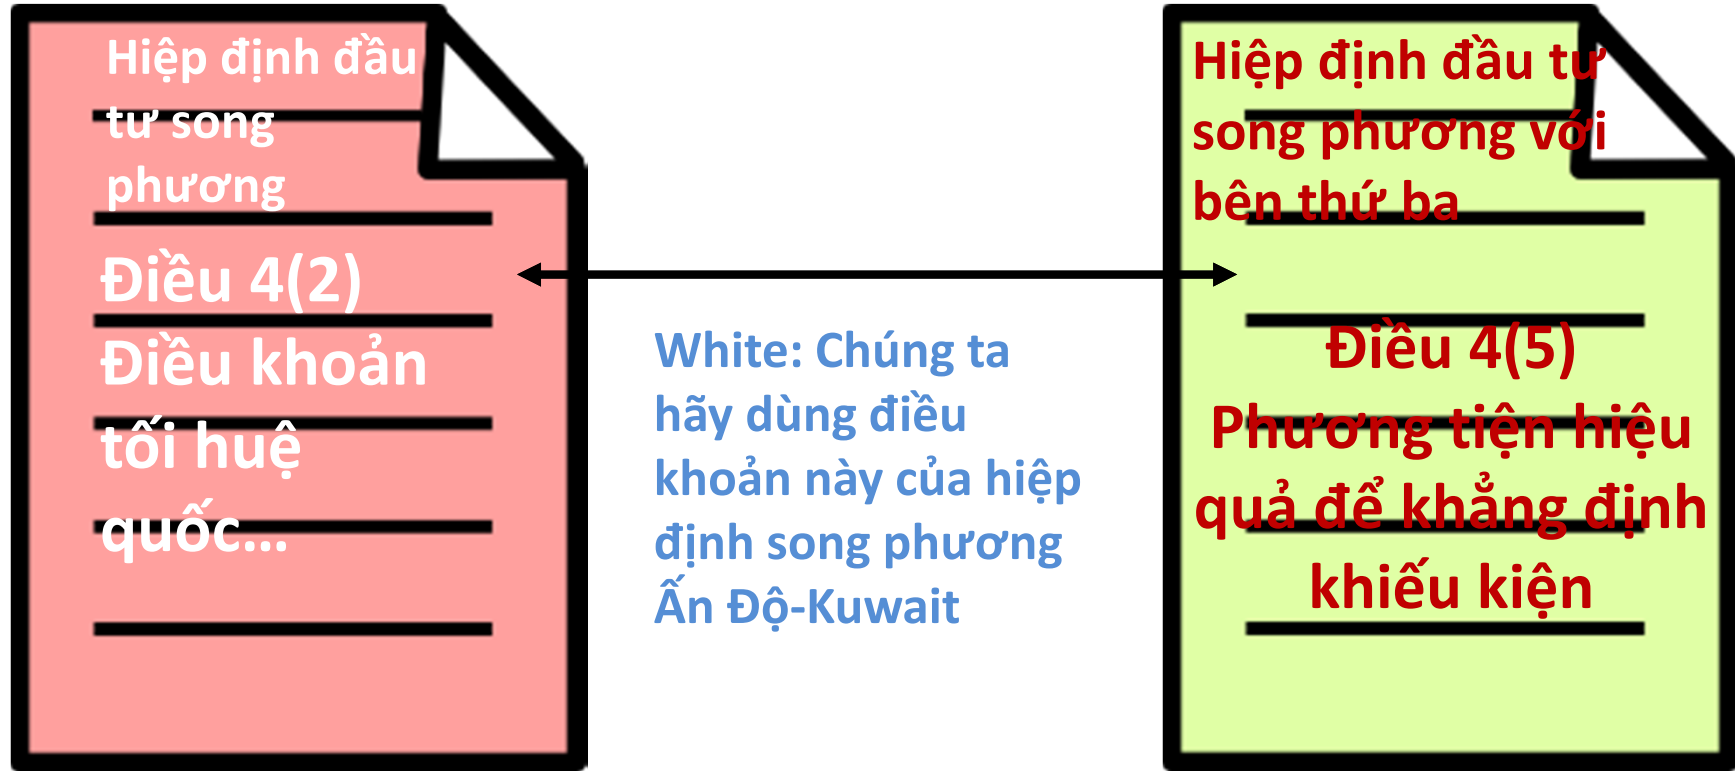 Hiệp định đầu
tư song
phương
Điều 4(2)
Điều khoản
tối huệ
quốc...
White: Chúng ta
hãy dùng điều
khoản này của hiệp
định song phương
Ấn Độ-Kuwait
Hiệp định đầu tư
song phương với
bên thứ ba
Điều 4(5)
Phương tiện hiệu
quả để khẳng định
khiếu kiện